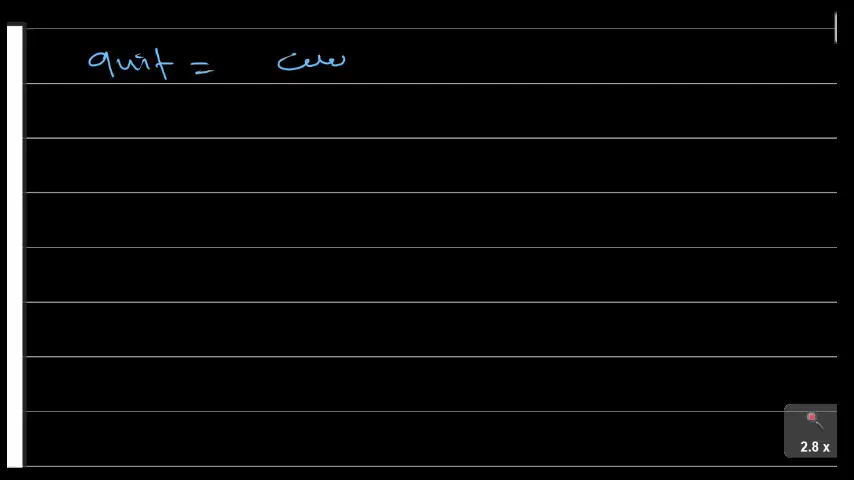 quit =
2.8 x